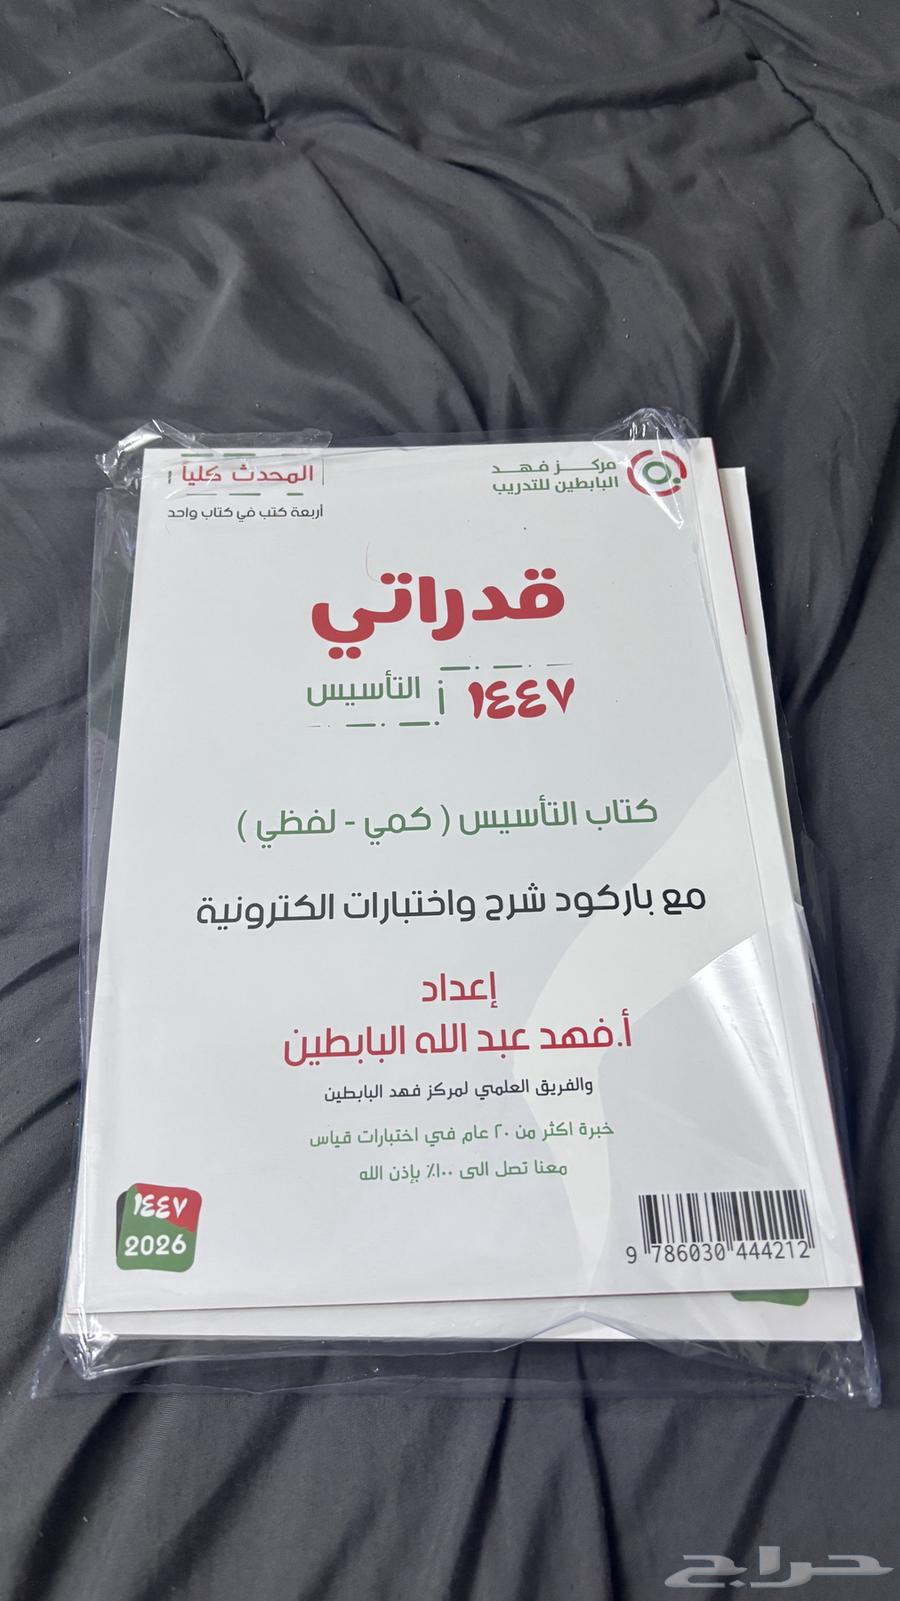 مركز فهد
البابطين للتدريب
المحدث كلياً
أربعة كتب في كتاب واحد
قدراتي
١٤٤٧ التأسيس
كتاب التأسيس ( كمي - لفظي )
مع باركود شرح واختبارات الكترونية
إعداد
أ.فهد عبد الله البابطين
والفريق العلمي لمركز فهد البابطين
خبرة اكثر من ٢٠ عام في اختبارات قياس
معنا تصل الى ١٠٠٪ بإذن الله
١٤٤٧
2026
9 786030 444212
حراج